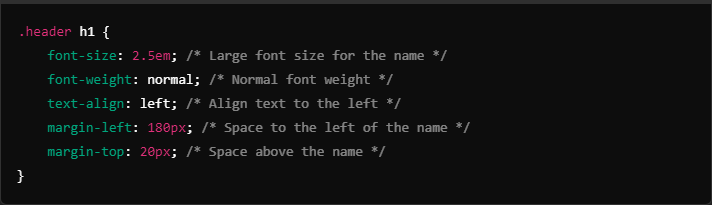 .header h1 {
    font-size: 2.5em; /* Large font size for the name */
    font-weight: normal; /* Normal font weight */
    text-align: left; /* Align text to the left */
    margin-left: 180px; /* Space to the left of the name */
    margin-top: 20px; /* Space above the name */
}